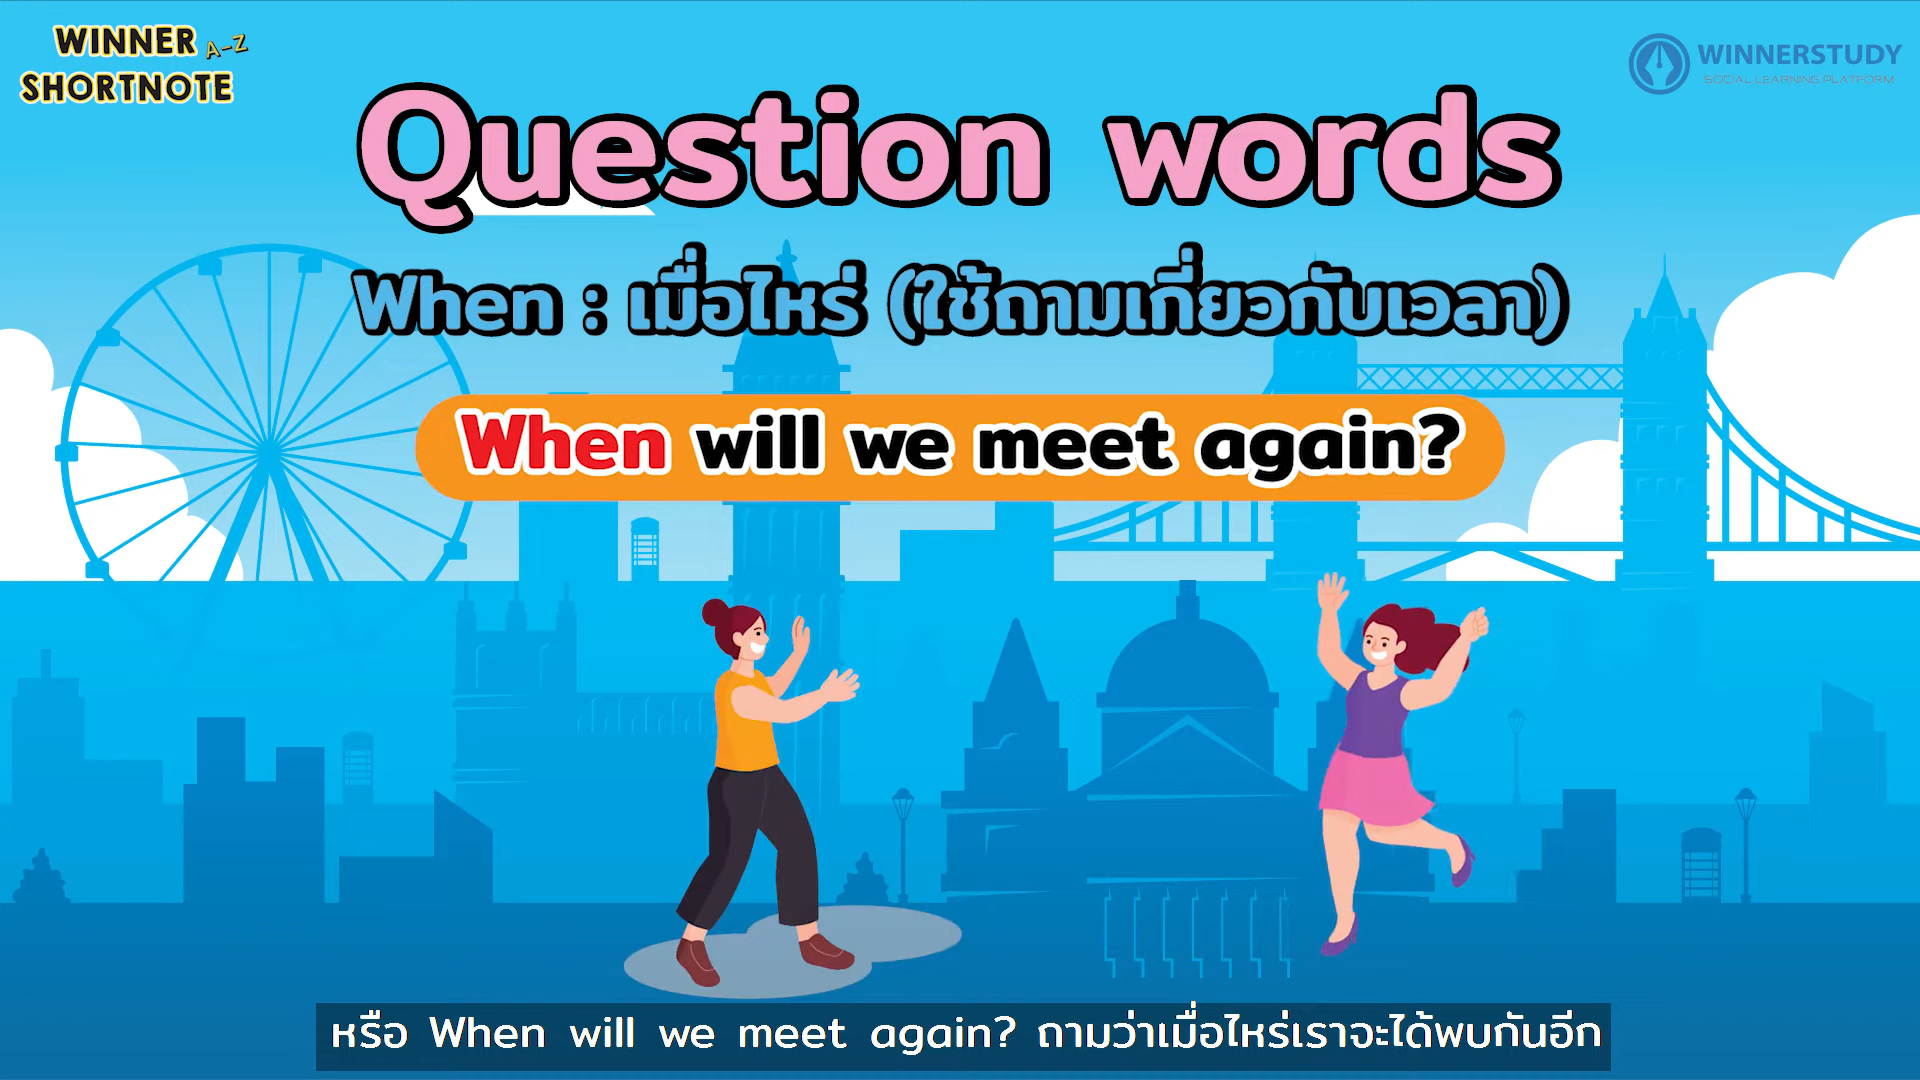 WINNER A-Z
SHORTNOTE
WINNERSTUDY
SOCIAL LEARNING PLATFORM
Question words
When : เมื่อไหร่ (ใช้ถามเกี่ยวกับเวลา)
When will we meet again?
หรือ When will we meet again? ถามว่าเมื่อไหร่เราจะได้พบกันอีก